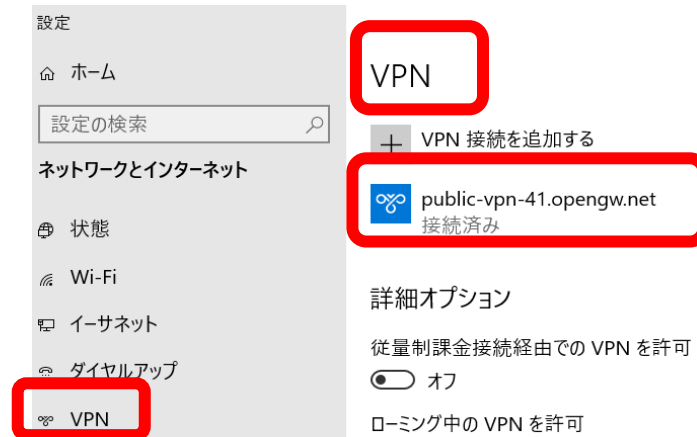 設定
ホーム
設定の検索
ネットワークとインターネット
状態
Wi-Fi
イーサネット
ダイヤルアップ
VPN
VPN
VPN 接続を追加する
public-vpn-41.opengw.net
接続済み
詳細オプション
従量制課金接続経由での VPN を許可
オフ
ローミング中の VPN を許可